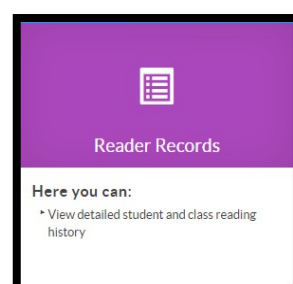 Reader Records
Here you can:
‣ View detailed student and class reading
history